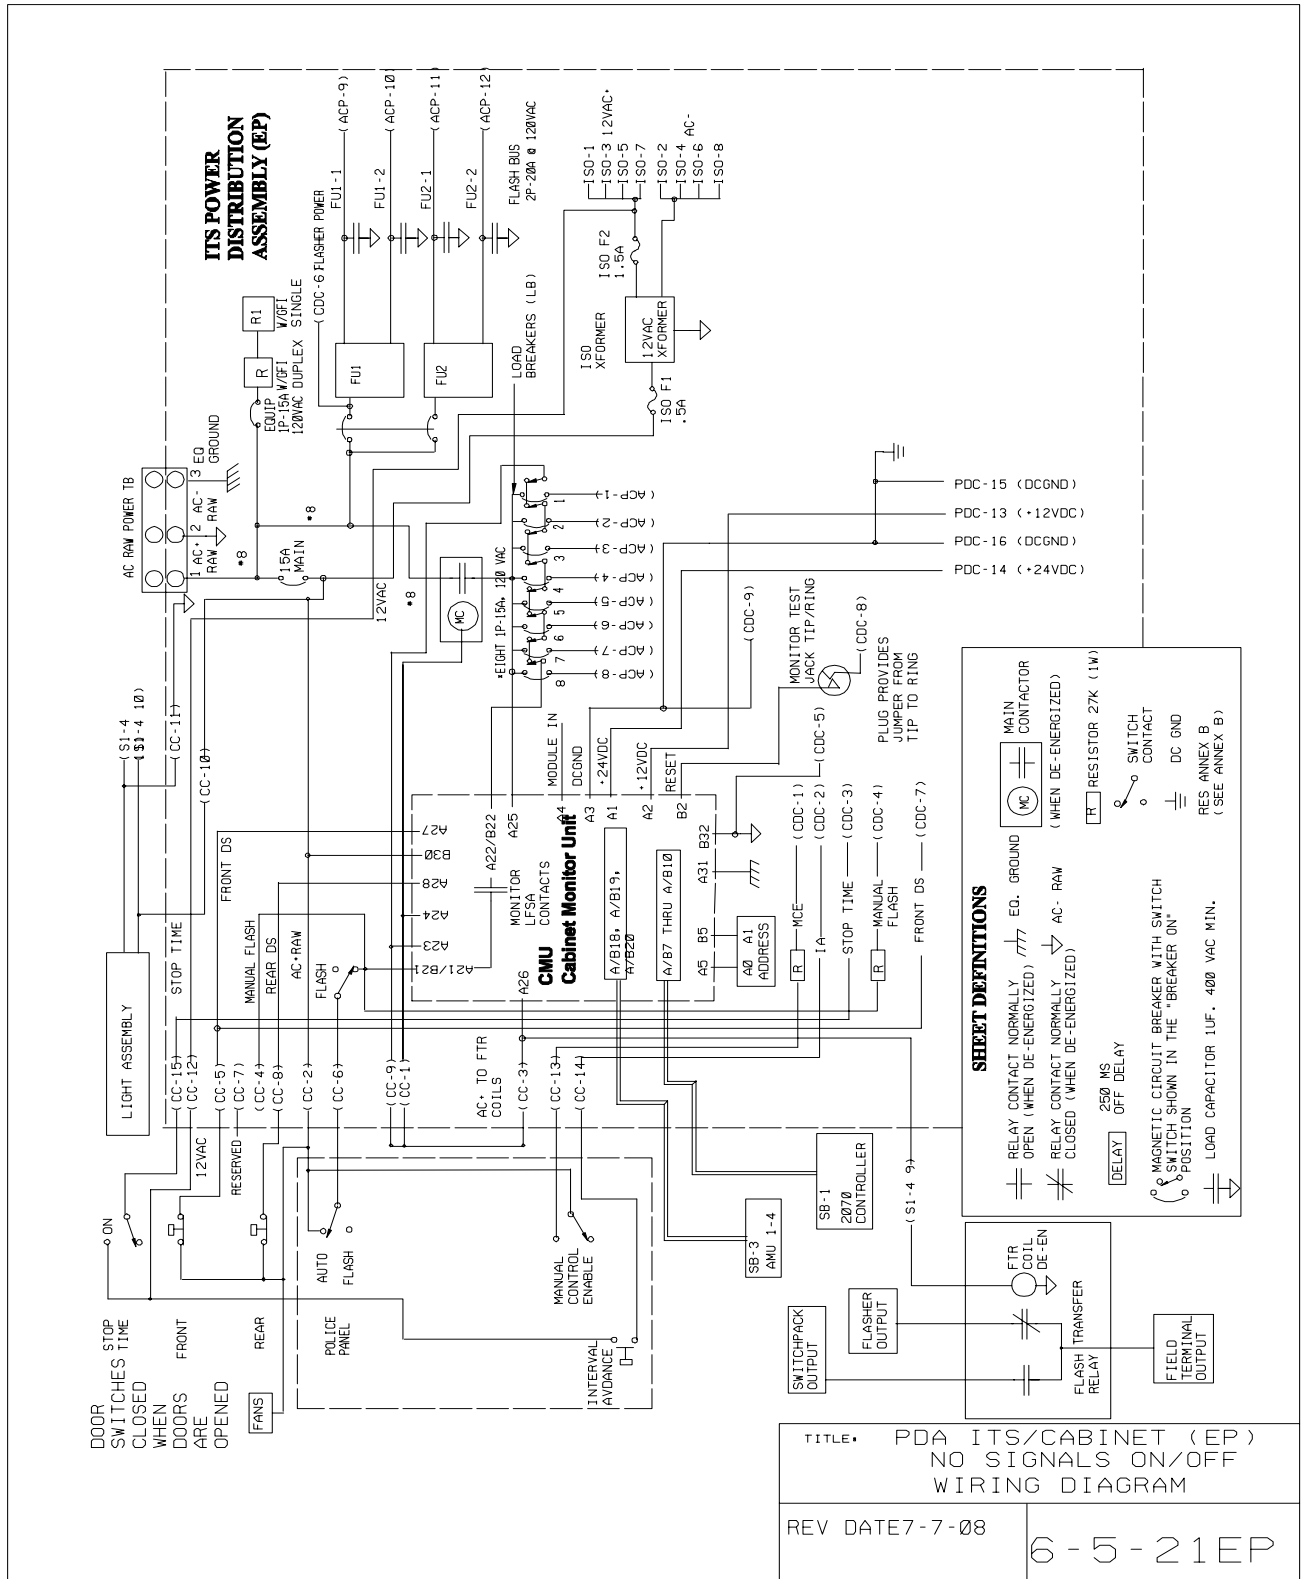 ITS POWER
DISTRIBUTION
ASSEMBLY (EP)
AC RAW POWER TB
1 AC+
RAW
2 AC-
RAW
3 EQ
GROUND
*8
15A
MAIN
*8
12VAC
*8
EQUIP
1P-15A W/GFI
120VAC DUPLEX
R
R1
W/GFI
SINGLE
(CDC-6 FLASHER POWER
FU1
FU2
FU1-1
FU1-2
FU2-1
FU2-2
(ACP-9)
(ACP-10)
(ACP-11)
(ACP-12)
FLASH BUS
2P-20A @ 120VAC
LOAD
BREAKERS (LB)
ISO
XFORMER
12VAC
XFORMER
ISO F1
.5A
ISO F2
1.5A
ISO-1
ISO-3 12VAC+
ISO-5
ISO-7
ISO-2
ISO-4 AC-
ISO-6
ISO-8
MC
*EIGHT 1P-15A, 120 VAC
1
2
3
4
5
6
7
8
(ACP-1)
(ACP-2)
(ACP-3)
(ACP-4)
(ACP-5)
(ACP-6)
(ACP-7)
(ACP-8)
PDC-15 (DCGND)
PDC-13 (+12VDC)
PDC-16 (DCGND)
PDC-14 (+24VDC)
(CDC-9)
MONITOR TEST
JACK TIP/RING
(CDC-8)
PLUG PROVIDES
JUMPER FROM
TIP TO RING
MODULE IN
DCGND
+24VDC
+12VDC
RESET
(CDC-5)
A27
B30
A28
A24
A23
A21/B21
A22/B22
A25
A4
A3
A1
A2
B2
B32
A31
B5
A5
A26
MONITOR
LFSA
CONTACTS
CMU
Cabinet Monitor Unit
A/B18, A/B19,
A/B20
A/B7 THRU A/B10
A0 A1
ADDRESS
R
MCE
(CDC-1)
IA
(CDC-2)
STOP TIME
(CDC-3)
R
MANUAL
FLASH
(CDC-4)
FRONT DS
(CDC-7)
(S1-4
10)
(CC-11)
(CC-10)
LIGHT ASSEMBLY
STOP TIME
FRONT DS
MANUAL FLASH
REAR DS
AC+RAW
FLASH
(CC-15)
(CC-12)
(CC-5)
(CC-7)
(CC-4)
(CC-8)
(CC-2)
(CC-6)
(CC-9)
(CC-1)
AC+ TO FTR
COILS
(CC-3)
(CC-13)
(CC-14)
12VAC
RESERVED
ON
AUTO
FLASH
MANUAL
CONTROL
ENABLE
INTERVAL
AVDANCE
STOP
TIME
FRONT
REAR
POLICE
PANEL
DOOR
SWITCHES
CLOSED
WHEN
DOORS
ARE
OPENED
FANS
SB-3
AMU 1-4
SB-1
2070
CONTROLLER
(S1-4 9)
SWITCHPACK
OUTPUT
FLASHER
OUTPUT
FTR
COIL
DE-EN
FLASH TRANSFER
RELAY
FIELD
TERMINAL
OUTPUT
SHEET DEFINITIONS
RELAY CONTACT NORMALLY
OPEN (WHEN DE-ENERGIZED)
RELAY CONTACT NORMALLY
CLOSED (WHEN DE-ENERGIZED)
EQ. GROUND
AC- RAW
DELAY
250 MS
OFF DELAY
MAGNETIC CIRCUIT BREAKER WITH SWITCH
SWITCH SHOWN IN THE "BREAKER ON"
POSITION
LOAD CAPACITOR 1UF. 400 VAC MIN.
MC
MAIN
CONTACTOR
(WHEN DE-ENERGIZED)
R
RESISTOR 27K (1W)
SWITCH
CONTACT
DC GND
RES ANNEX B
(SEE ANNEX B)
TITLE: PDA ITS/CABINET (EP)
NO SIGNALS ON/OFF
WIRING DIAGRAM
REV DATE7-7-08
6-5-21EP